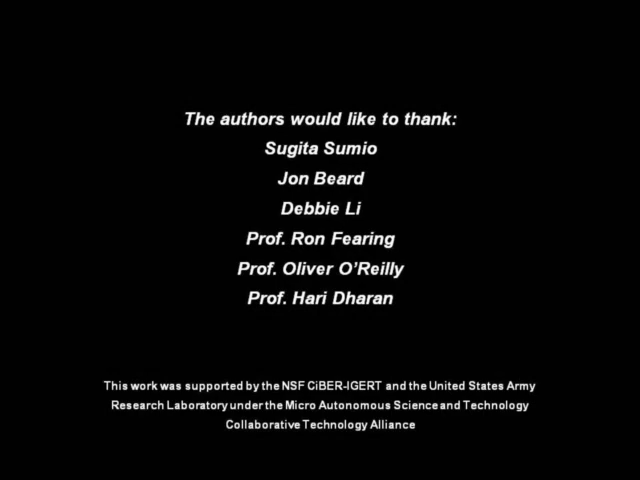 The authors would like to thank:
Sugita Sumio
Jon Beard
Debbie Li
Prof. Ron Fearing
Prof. Oliver O'Reilly
Prof. Hari Dharan
This work was supported by the NSF CiBER-IGERT and the United States Army
Research Laboratory under the Micro Autonomous Science and Technology
Collaborative Technology Alliance